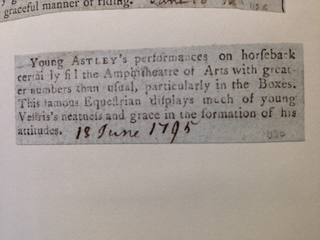 graceful manner of riding. June 18
Young ASTLEY's performances on horseback
certainly fill the Amphitheatre of Arts with great-
er numbers than usual, particularly in the Boxes.
This famous Equestrian displays much of young
Vestris's neatness and grace in the formation of his
attitudes. 18 June 1795